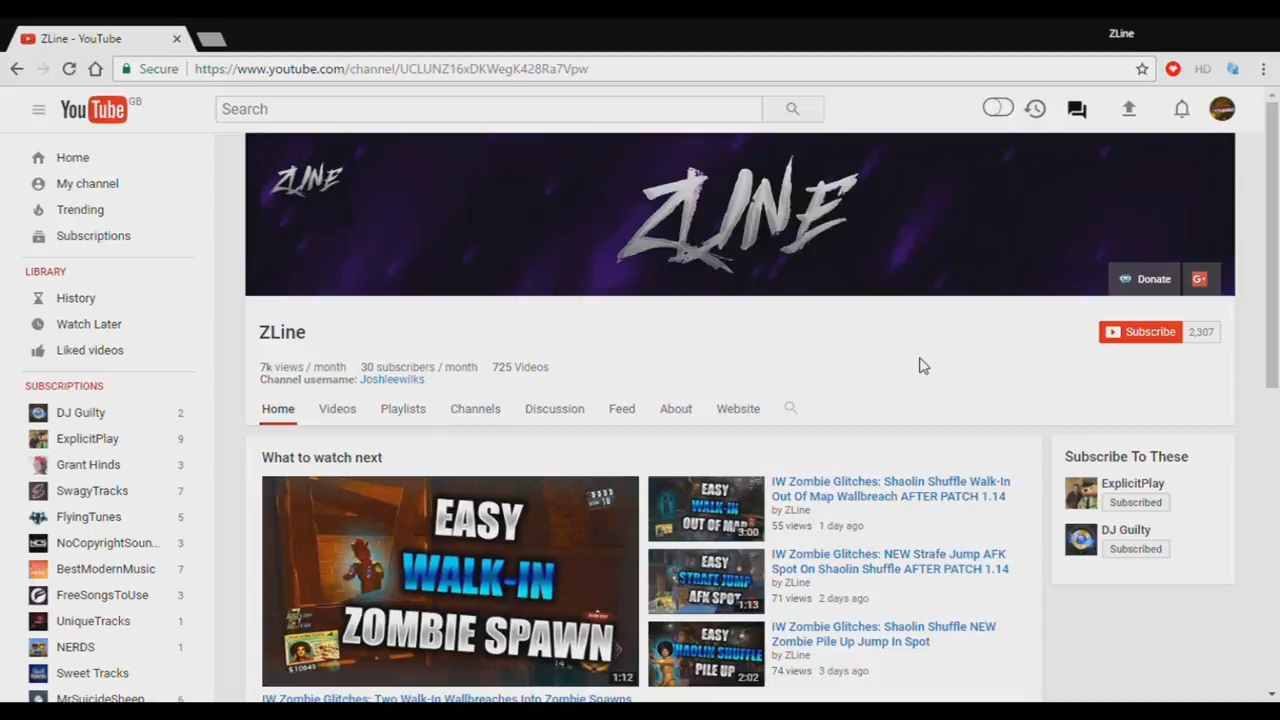 ZLine - YouTube
ZLine
Secure
https://www.youtube.com/channel/UCLUNZ16xDKWegK428Ra7Vpw
HD
YouTube GB
Search
Home
My channel
Trending
Subscriptions
LIBRARY
History
Watch Later
Liked videos
SUBSCRIPTIONS
DJ Guilty 2
ExplicitPlay 9
Grant Hinds 3
SwagyTracks 7
FlyingTunes 5
NoCopyrightSoun... 3
BestModernMusic 7
FreeSongsToUse 3
UniqueTracks 1
NERDS 1
Sweet Tracks
MrSuicideSheep 6
ZLINE
ZLINE
Donate
G+
ZLine
Subscribe 2,307
7k views / month 30 subscribers / month 725 Videos
Channel username: Joshleewilks
Home Videos Playlists Channels Discussion Feed About Website
What to watch next
EASY
WALK-IN
ZOMBIE SPAWN
1:12
IW Zombie Glitches: Two Walk-In Wallbreaches Into Zombie Spawns
EASY
WALK-IN
OUT OF MAP
3:00
IW Zombie Glitches: Shaolin Shuffle Walk-In
Out Of Map Wallbreach AFTER PATCH 1.14
by ZLine
55 views 1 day ago
EASY
STRAFE JUMP
AFK SPOT
1:13
IW Zombie Glitches: NEW Strafe Jump AFK
Spot On Shaolin Shuffle AFTER PATCH 1.14
by ZLine
71 views 2 days ago
EASY
SHAOLIN SHUFFLE
PILE UP
2:02
IW Zombie Glitches: Shaolin Shuffle NEW
Zombie Pile Up Jump In Spot
by ZLine
74 views 3 days ago
Subscribe To These
ExplicitPlay
Subscribed
DJ Guilty
Subscribed